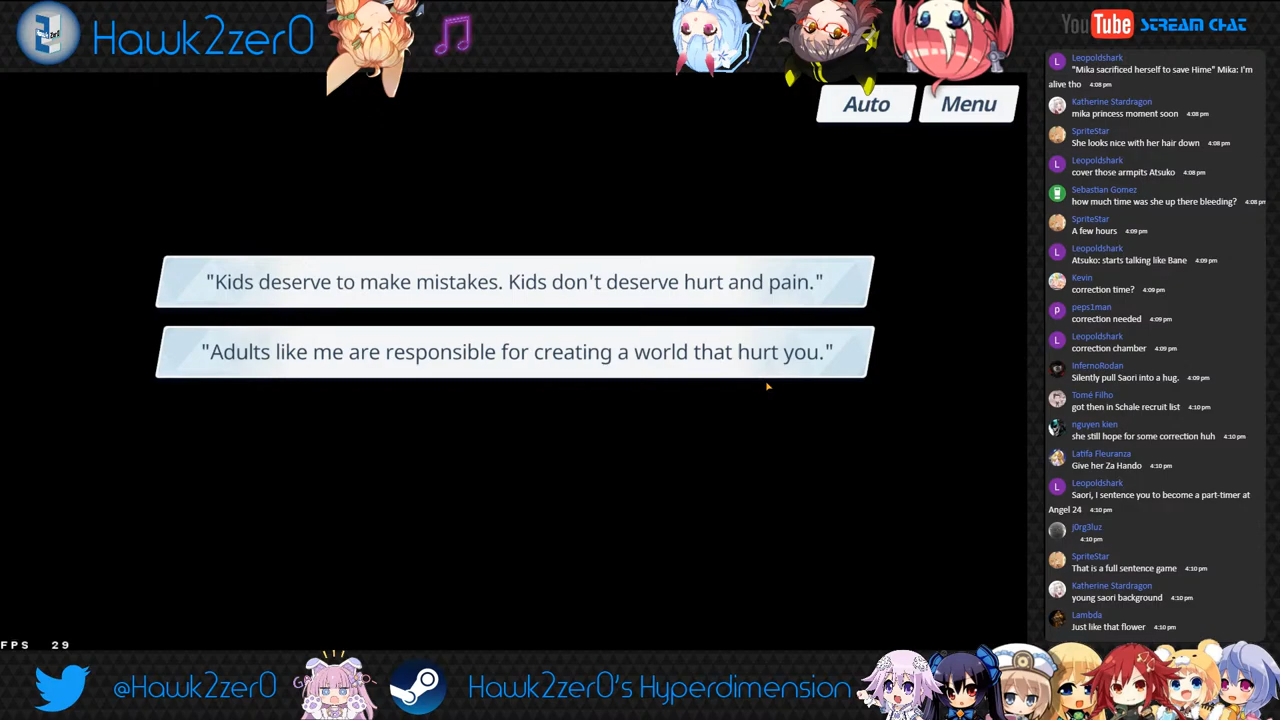 Hawk2zer0
YouTube STREAM CHAT
Auto
Menu
"Kids deserve to make mistakes. Kids don't deserve hurt and pain."
"Adults like me are responsible for creating a world that hurt you."
Leopoldshark
"Mika sacrificed herself to save Hime" Mika: I'm
alive tho 4:08 pm
Katherine Stardragon
mika princess moment soon 4:08 pm
SpriteStar
She looks nice with her hair down 4:08 pm
Leopoldshark
cover those armpits Atsuko 4:08 pm
Sebastian Gomez
how much time was she up there bleeding? 4:08 pm
SpriteStar
A few hours 4:09 pm
Leopoldshark
Atsuko: starts talking like Bane 4:09 pm
Kevin
correction time? 4:09 pm
peps1man
correction needed 4:09 pm
Leopoldshark
correction chamber 4:09 pm
InfernoRodan
Silently pull Saori into a hug. 4:09 pm
Tomé Filho
got then in Schale recruit list 4:10 pm
nguyen kien
she still hope for some correction huh 4:10 pm
Latifa Fleuranza
Give her Za Hando 4:10 pm
Leopoldshark
Saori, I sentence you to become a part-timer at
Angel 24 4:10 pm
j0rg3luz
4:10 pm
SpriteStar
That is a full sentence game 4:10 pm
Katherine Stardragon
young saori background 4:10 pm
Lambda
Just like that flower 4:10 pm
FPS 29
@Hawk2zer0
Hawk2zer0's Hyperdimension